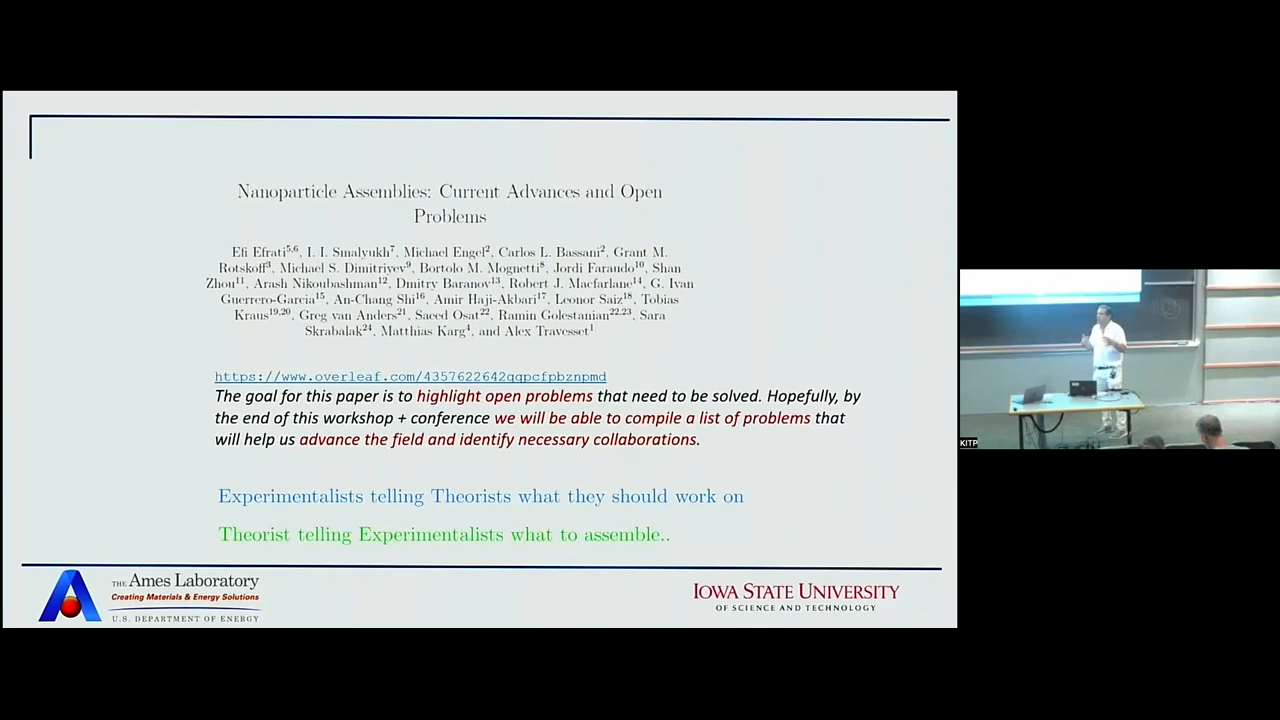 Nanoparticle Assemblies: Current Advances and Open
Problems
Efi Efrati5,6, I. I. Smalyukh7, Michael Engel2, Carlos L. Bassani2, Grant M.
Rotskoff3, Michael S. Dimitriyev9, Bortolo M. Mognetti8, Jordi Faraudo10, Shan
Zhou11, Arash Nikoubashman12, Dmitry Baranov13, Robert J. Macfarlane14, G. Ivan
Guerrero-Garcia15, An-Chang Shi16, Amir Haji-Akbari17, Leonor Saiz18, Tobias
Kraus19,20, Greg van Anders21, Saeed Osat22, Ramin Golestanian22,23, Sara
Skrabalak24, Matthias Karg4, and Alex Travesset1
https://www.overleaf.com/4357622642qqpcfpbznpmd
The goal for this paper is to highlight open problems that need to be solved. Hopefully, by
the end of this workshop + conference we will be able to compile a list of problems that
will help us advance the field and identify necessary collaborations.
Experimentalists telling Theorists what they should work on
Theorist telling Experimentalists what to assemble..
THE Ames Laboratory
Creating Materials & Energy Solutions
U.S. DEPARTMENT OF ENERGY
IOWA STATE UNIVERSITY
OF SCIENCE AND TECHNOLOGY
KITP